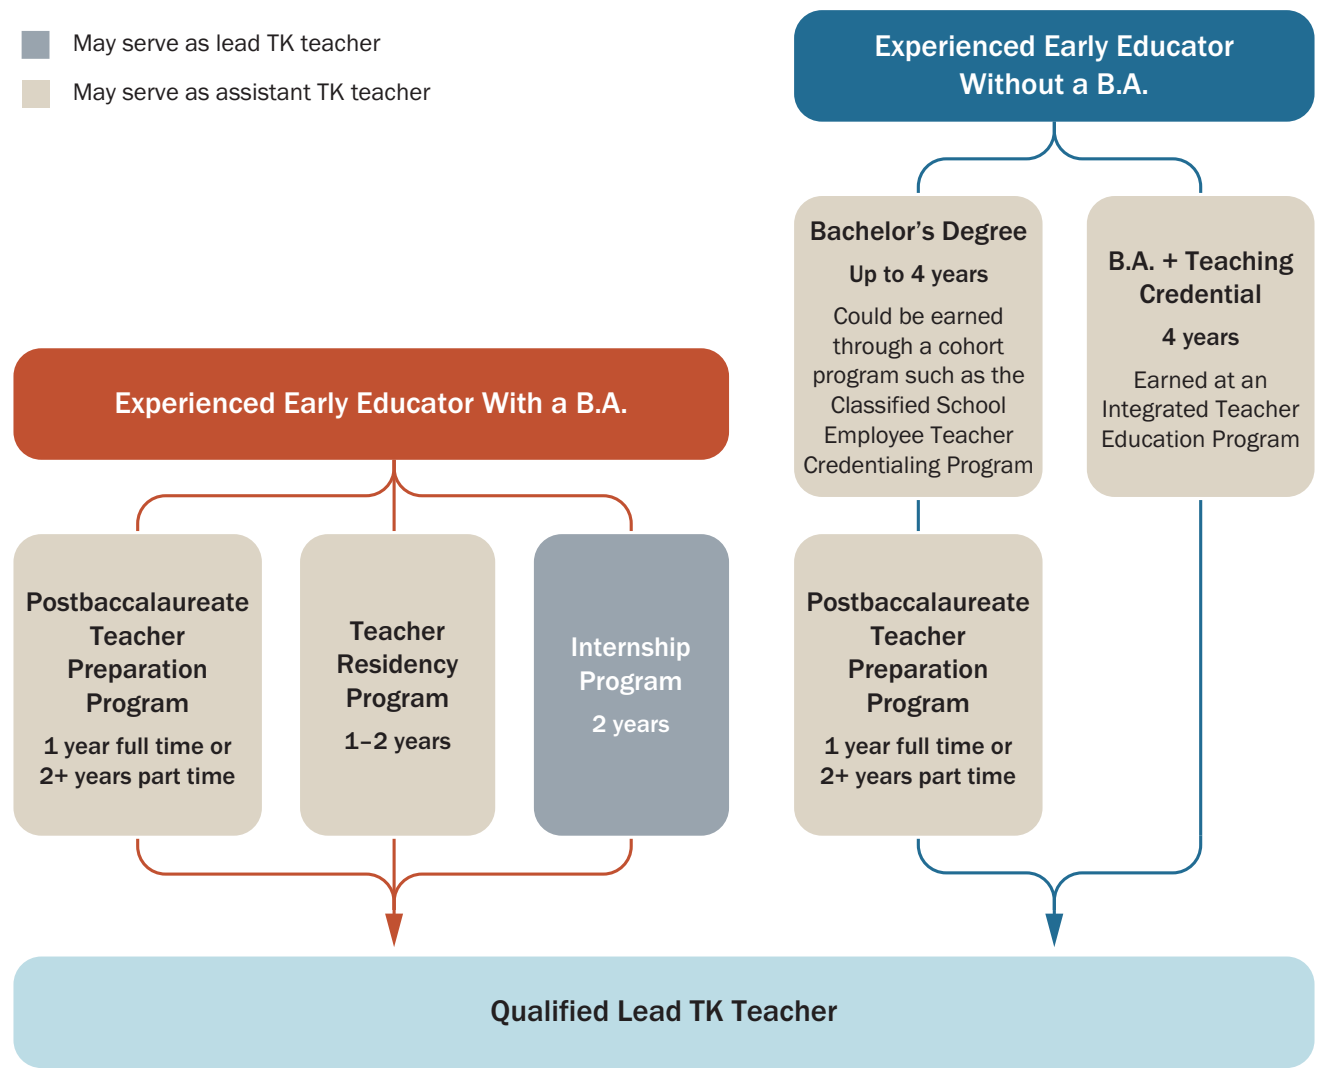 May serve as lead TK teacher
May serve as assistant TK teacher
Experienced Early Educator
Without a B.A.
Bachelor’s Degree
Up to 4 years
Could be earned
through a cohort
program such as the
Classified School
Employee Teacher
Credentialing Program
B.A. + Teaching
Credential
4 years
Earned at an
Integrated Teacher
Education Program
Experienced Early Educator With a B.A.
Postbaccalaureate
Teacher
Preparation
Program
1 year full time or
2+ years part time
Teacher
Residency
Program
1–2 years
Internship
Program
2 years
Postbaccalaureate
Teacher
Preparation
Program
1 year full time or
2+ years part time
Qualified Lead TK Teacher